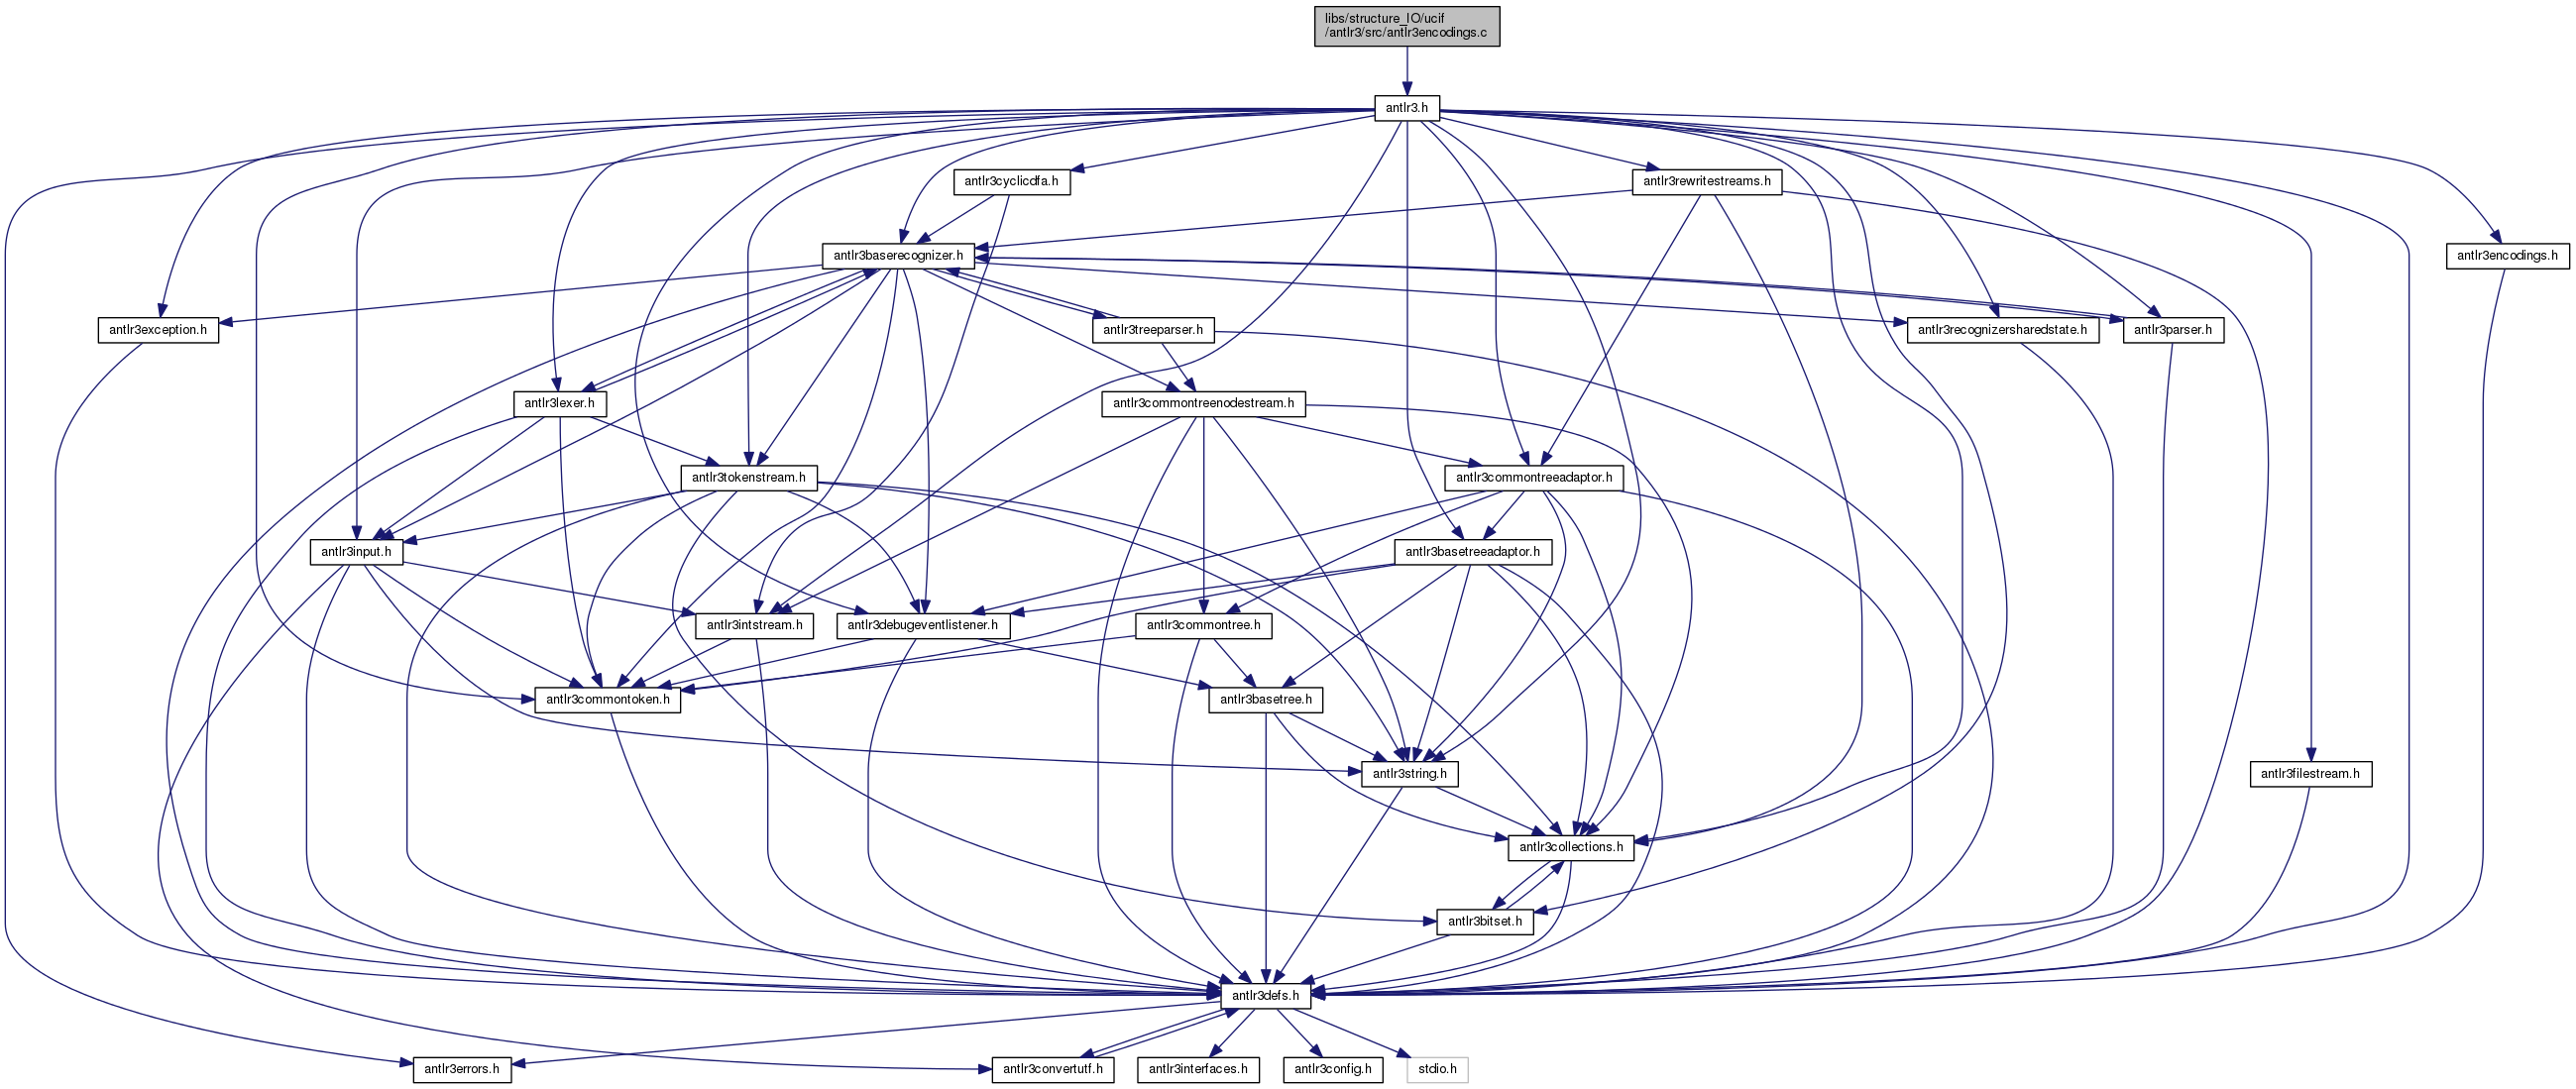 libs/structure_IO/ucif
/antlr3/src/antlr3encodings.c
antlr3.h
antlr3cyclicdfa.h
antlr3rewritestreams.h
antlr3baserecognizer.h
antlr3encodings.h
antlr3exception.h
antlr3treeparser.h
antlr3recognizersharedstate.h
antlr3parser.h
antlr3lexer.h
antlr3commontreenodestream.h
antlr3tokenstream.h
antlr3commontreeadaptor.h
antlr3input.h
antlr3basetreeadaptor.h
antlr3intstream.h
antlr3debugeventlistener.h
antlr3commontree.h
antlr3commontoken.h
antlr3basetree.h
antlr3string.h
antlr3filestream.h
antlr3collections.h
antlr3bitset.h
antlr3defs.h
antlr3errors.h
antlr3convertutf.h
antlr3interfaces.h
antlr3config.h
stdio.h